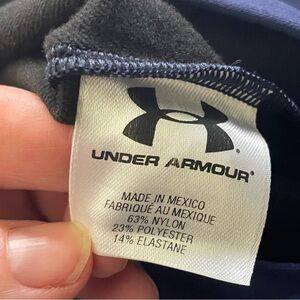 UNDER ARMOUR®
MADE IN MEXICO
FABRIQUÉ AU MEXIQUE
63% NYLON
23% POLYESTER
14% ELASTANE